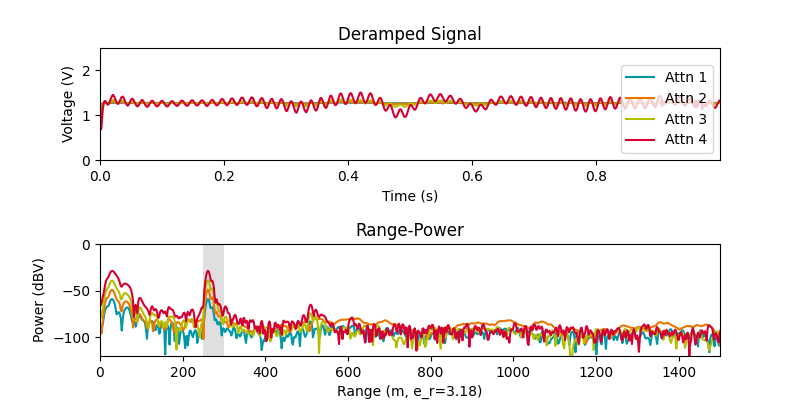 Deramped Signal
Voltage (V)
2
1
0
0.0 0.2 0.4 0.6 0.8
Time (s)
Attn 1
Attn 2
Attn 3
Attn 4
Range-Power
Power (dBV)
0
−50
−100
0 200 400 600 800 1000 1200 1400
Range (m, e_r=3.18)